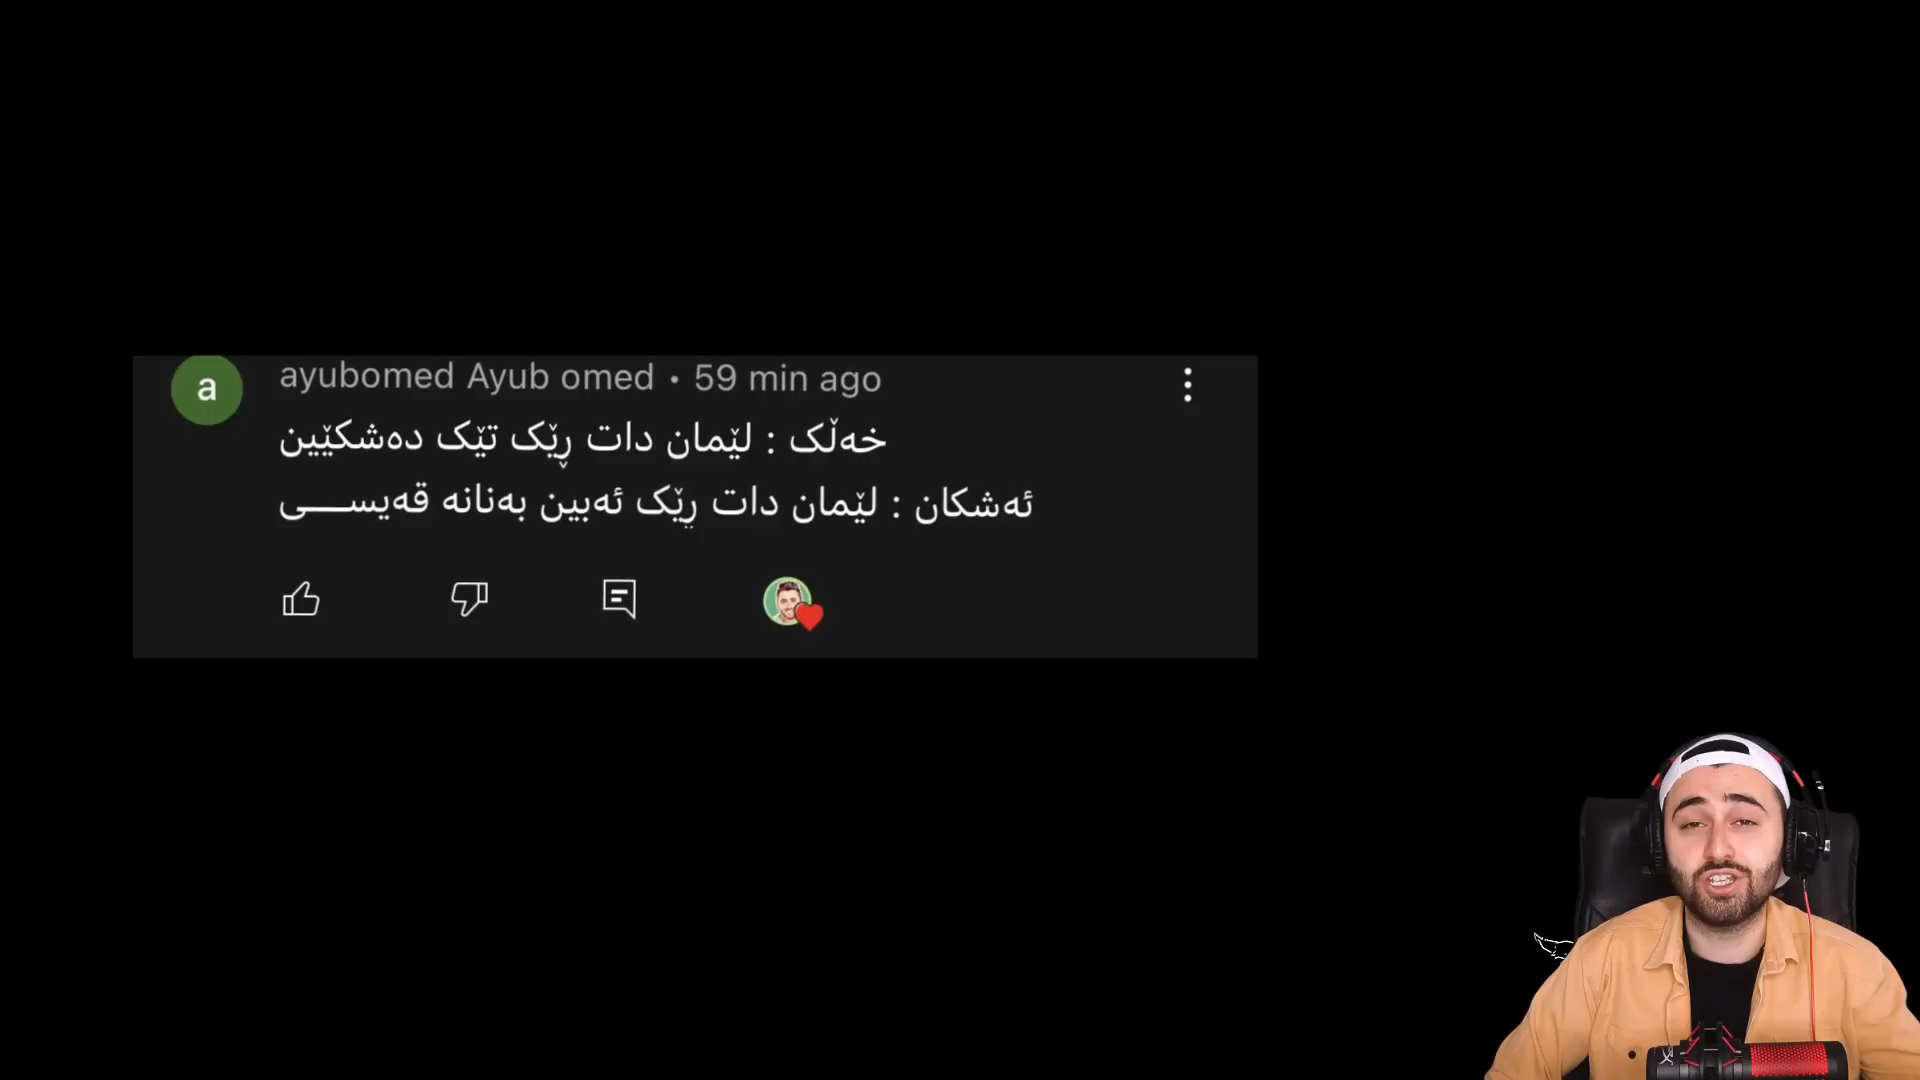 a
ayubomed Ayub omed • 59 min ago
خەڵک : لێمان دات ڕێک تێک دەشکێین
ئەشکان : لێمان دات ڕێک ئەبین بەنانە قەیســـی